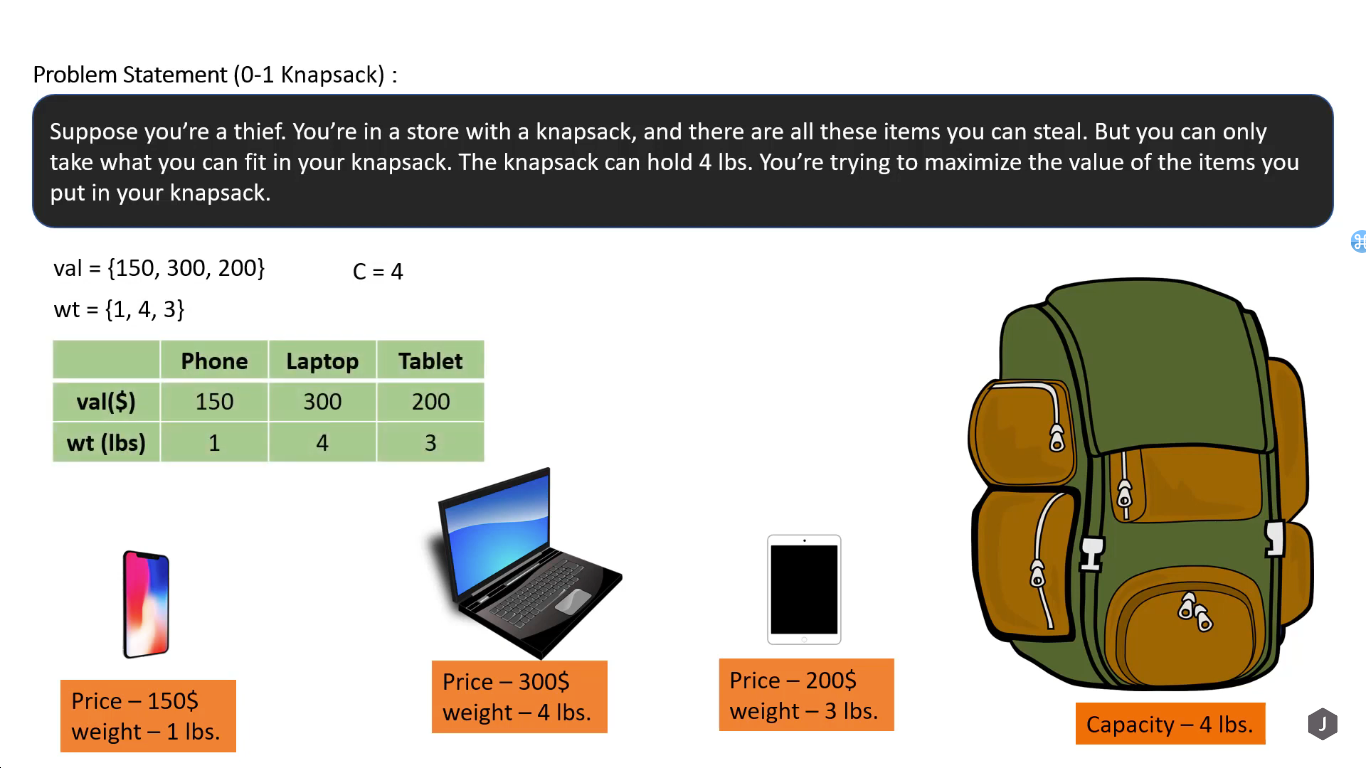 Problem Statement (0-1 Knapsack) :
Suppose you’re a thief. You’re in a store with a knapsack, and there are all these items you can steal. But you can only
take what you can fit in your knapsack. The knapsack can hold 4 lbs. You’re trying to maximize the value of the items you
put in your knapsack.
val = {150, 300, 200}
C = 4
wt = {1, 4, 3}
Phone Laptop Tablet
val($) 150 300 200
wt (lbs) 1 4 3
Price – 150$
weight – 1 lbs.
Price – 300$
weight – 4 lbs.
Price – 200$
weight – 3 lbs.
Capacity – 4 lbs.
J